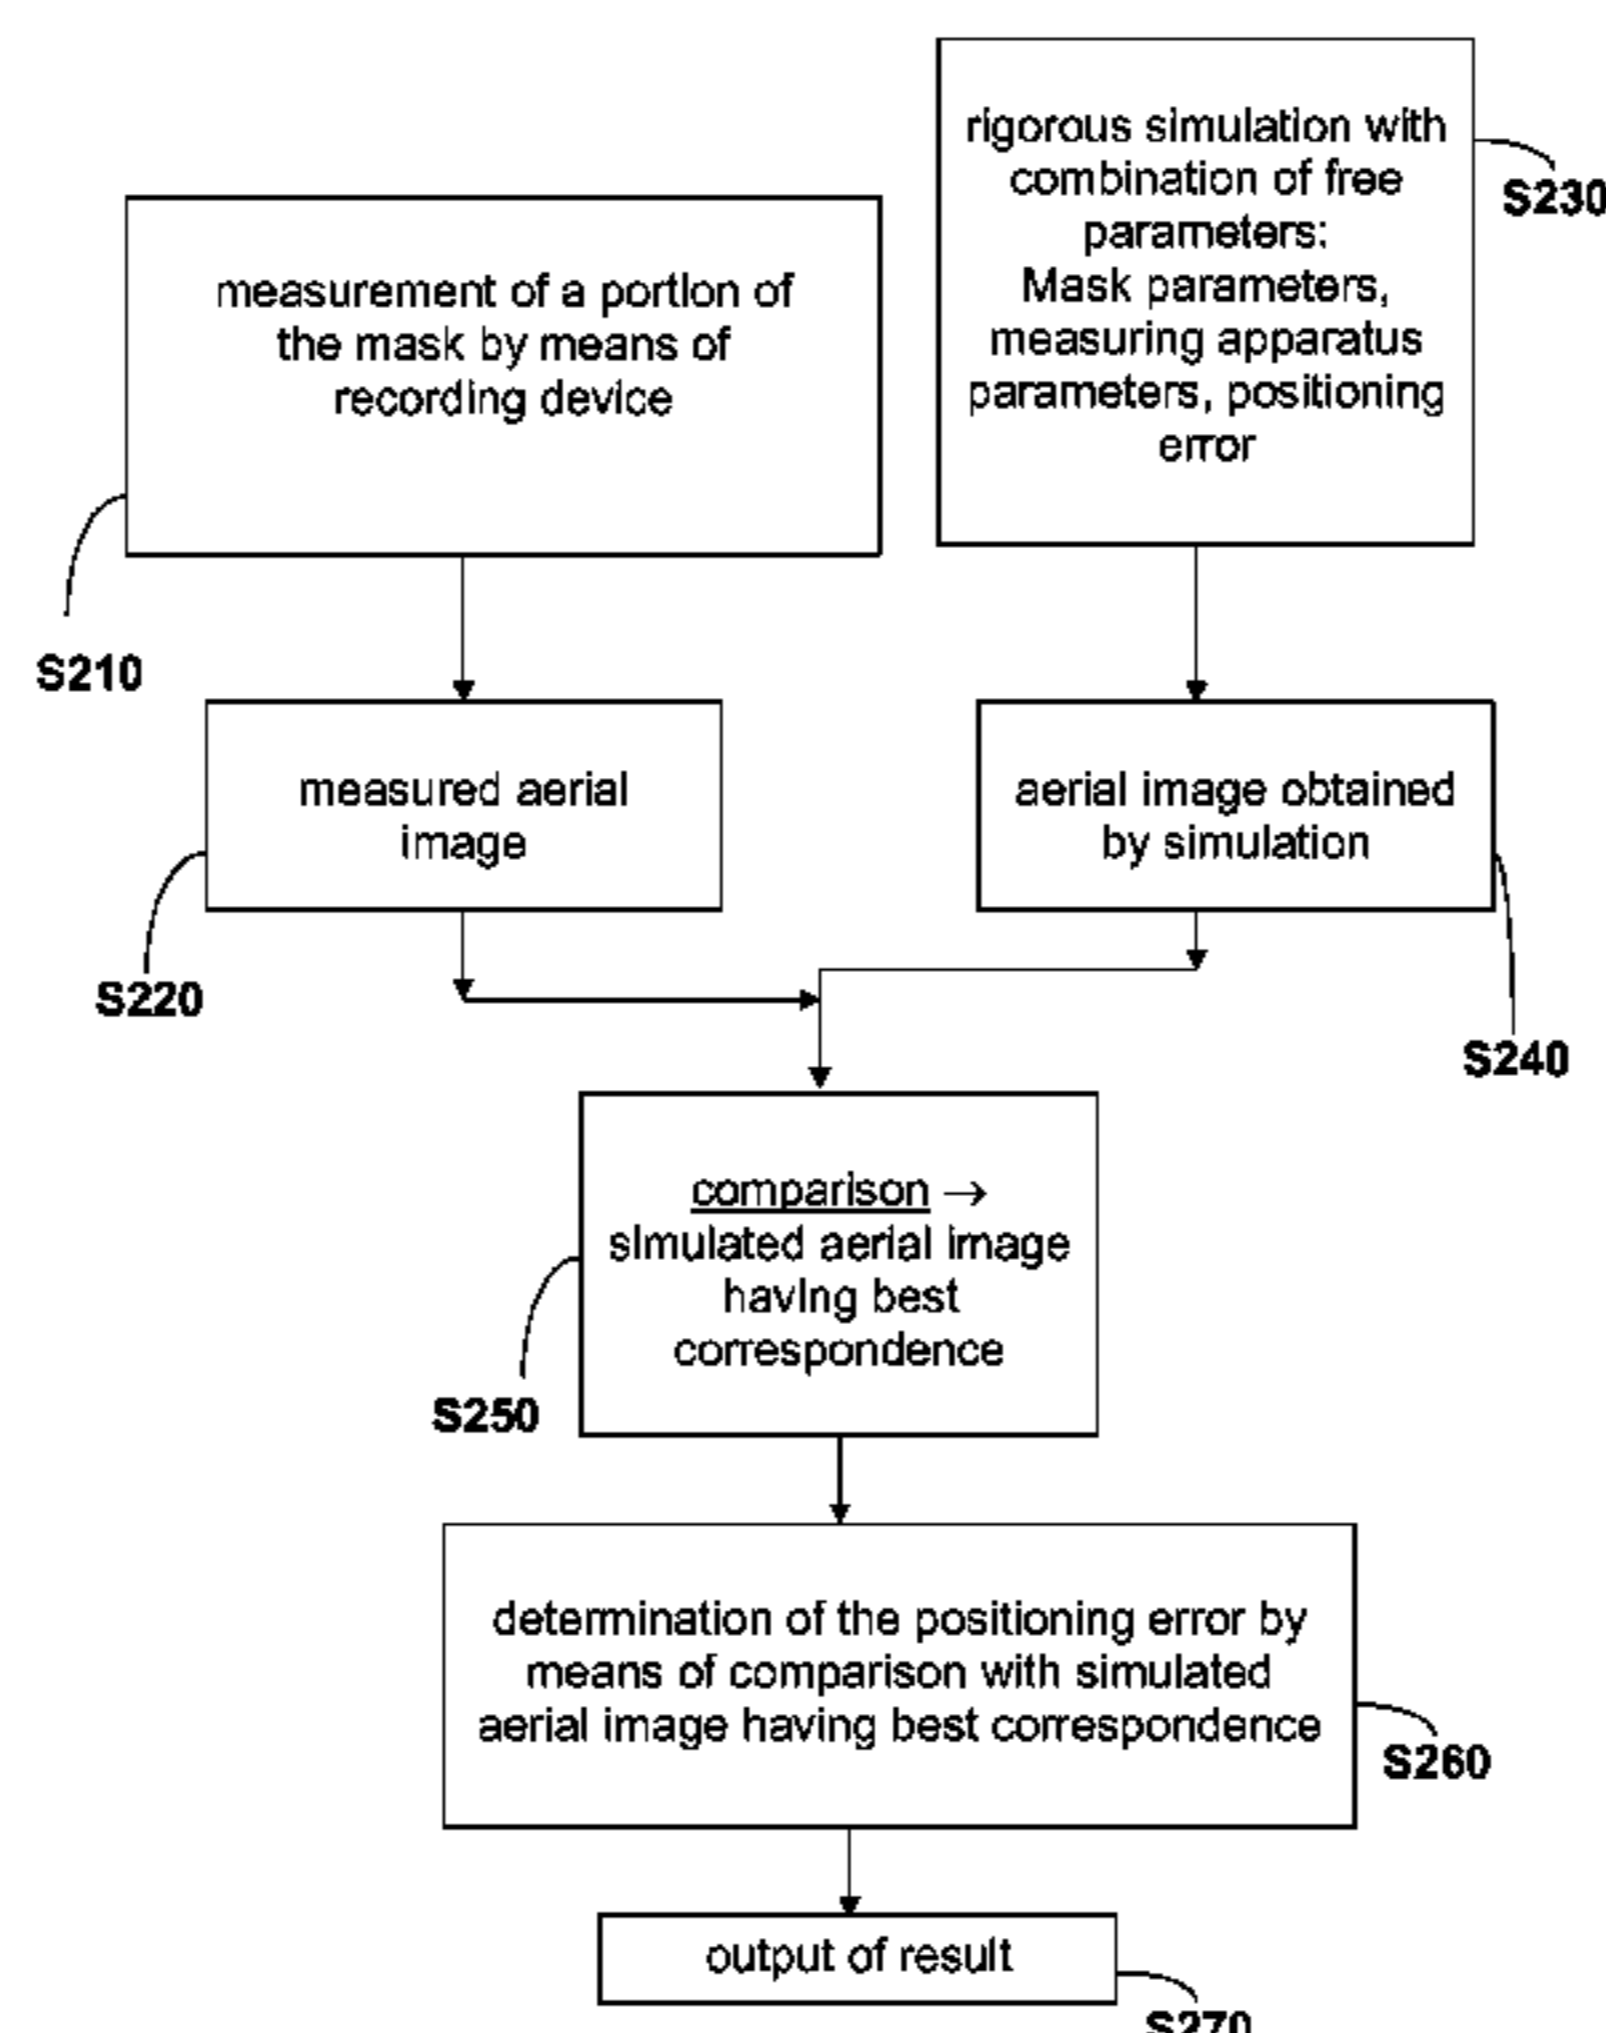 rigorous simulation with
combination of free
parameters:
Mask parameters,
measuring apparatus
parameters, positioning
error
S230
measurement of a portion of
the mask by means of
recording device
S210
measured aerial
image
S220
aerial image obtained
by simulation
S240
comparison →
simulated aerial image
having best
correspondence
S250
determination of the positioning error by
means of comparison with simulated
aerial image having best correspondence
S260
output of result
S270